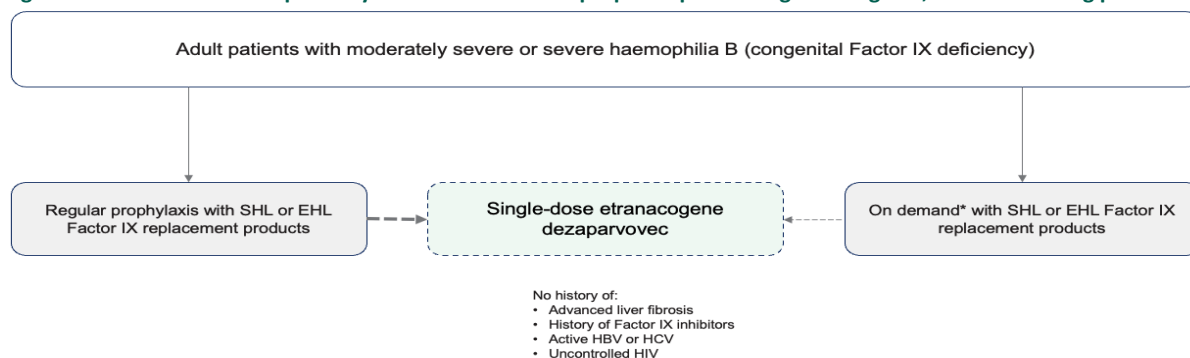 Adult patients with moderately severe or severe haemophilia B (congenital Factor IX deficiency)
Regular prophylaxis with SHL or EHL
Factor IX replacement products
Single-dose etranacogene
dezaparvovec
On demand* with SHL or EHL Factor IX
replacement products
No history of:
• Advanced liver fibrosis
• History of Factor IX inhibitors
• Active HBV or HCV
• Uncontrolled HIV